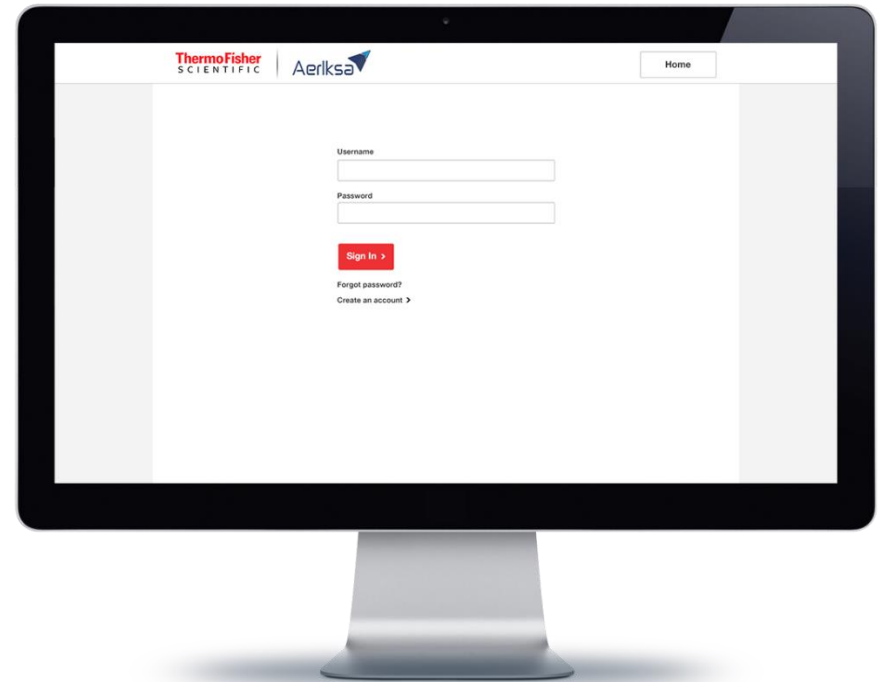 ThermoFisher
SCIENTIFIC
Aerlksa
Home
Username
Password
Sign In >
Forgot password?
Create an account >